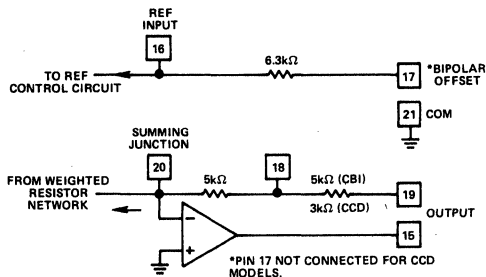 REF
INPUT
16
6.3kΩ
TO REF
CONTROL CIRCUIT
17
*BIPOLAR
OFFSET
21
COM
SUMMING
JUNCTION
20
18
FROM WEIGHTED
RESISTOR
NETWORK
5kΩ
5kΩ (CBI)
3kΩ (CCD)
19
OUTPUT
15
−
+
*PIN 17 NOT CONNECTED FOR CCD
MODELS.